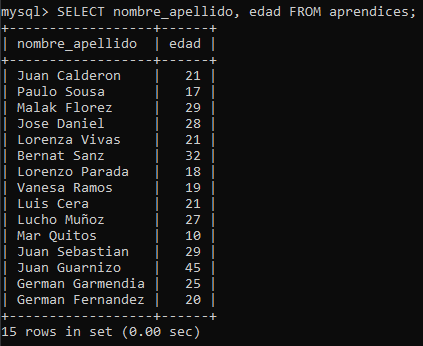 mysql> SELECT nombre_apellido, edad FROM aprendices;
+------------------+------+
| nombre_apellido  | edad |
+------------------+------+
| Juan Calderon    |   21 |
| Paulo Sousa      |   17 |
| Malak Florez     |   29 |
| Jose Daniel      |   28 |
| Lorenza Vivas    |   21 |
| Bernat Sanz      |   32 |
| Lorenzo Parada   |   18 |
| Vanesa Ramos     |   19 |
| Luis Cera        |   21 |
| Lucho Muñoz      |   27 |
| Mar Quitos       |   10 |
| Juan Sebastian   |   29 |
| Juan Guarnizo    |   45 |
| German Garmendia |   25 |
| German Fernandez |   20 |
+------------------+------+
15 rows in set (0.00 sec)